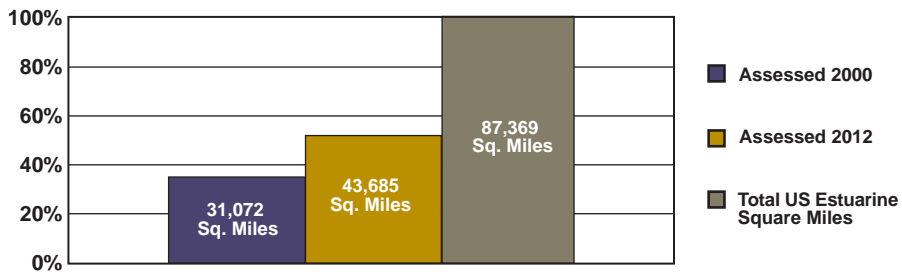 100%
80%
60%
40%
20%
0%
31,072
Sq. Miles
43,685
Sq. Miles
87,369
Sq. Miles
Assessed 2000
Assessed 2012
Total US Estuarine
Square Miles